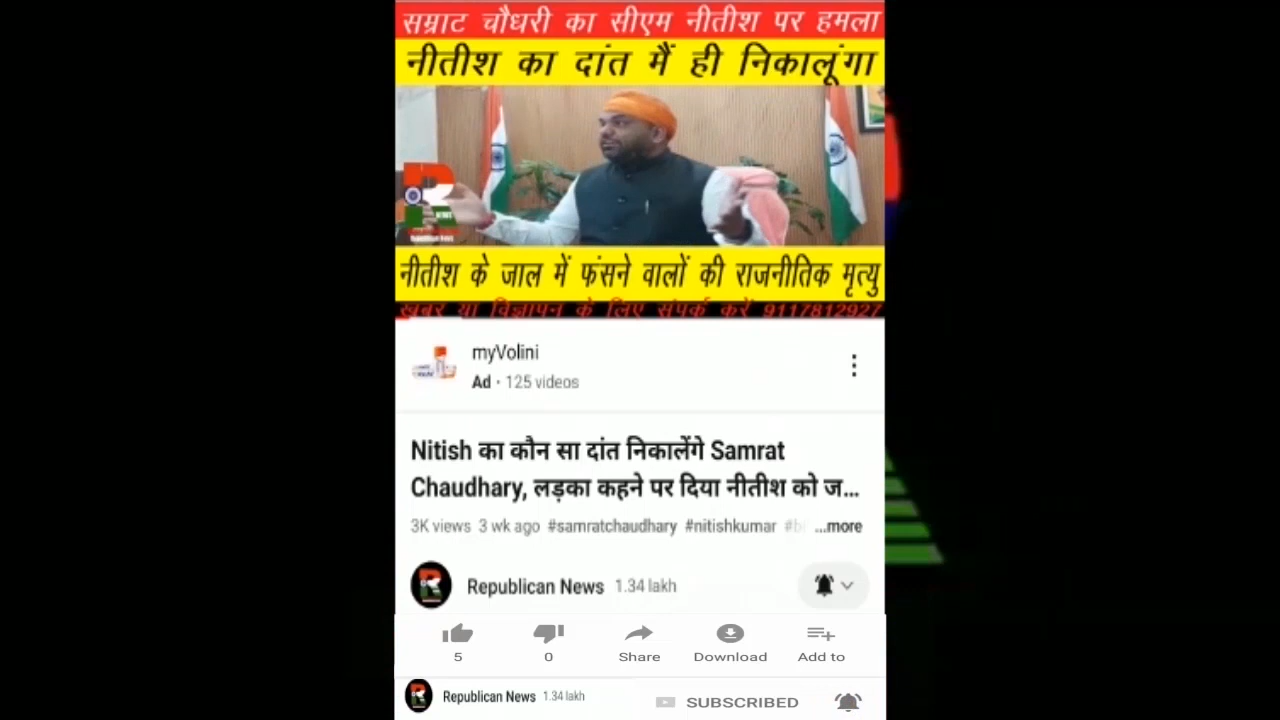 सम्राट चौधरी का सीएम नीतीश पर हमला
नीतीश का दांत मैं ही निकालूंगा
NEWS
नीतीश के जाल में फंसने वालों की राजनीतिक मृत्यु
खबर या विज्ञापन के लिए संपर्क करें 9117812927
myVolini
Ad · 125 videos
Nitish का कौन सा दांत निकालेंगे Samrat
Chaudhary, लड़का कहने पर दिया नीतीश को ज...
3K views 3 wk ago #samratchaudhary #nitishkumar #b ...more
Republican News 1.34 lakh
5 0 Share Download Add to
Republican News 1.34 lakh SUBSCRIBED